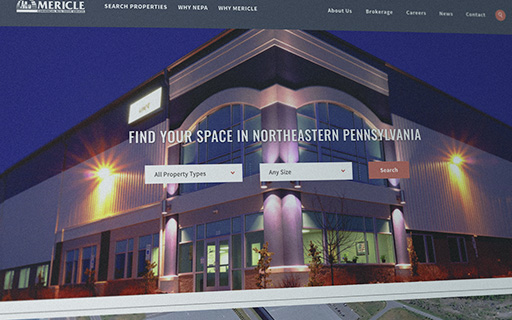 MERICLE
SEARCH PROPERTIES WHY NEPA WHY MERICLE
About Us Brokerage Careers News Contact
FIND YOUR SPACE IN NORTHEASTERN PENNSYLVANIA
All Property Types Any Size Search